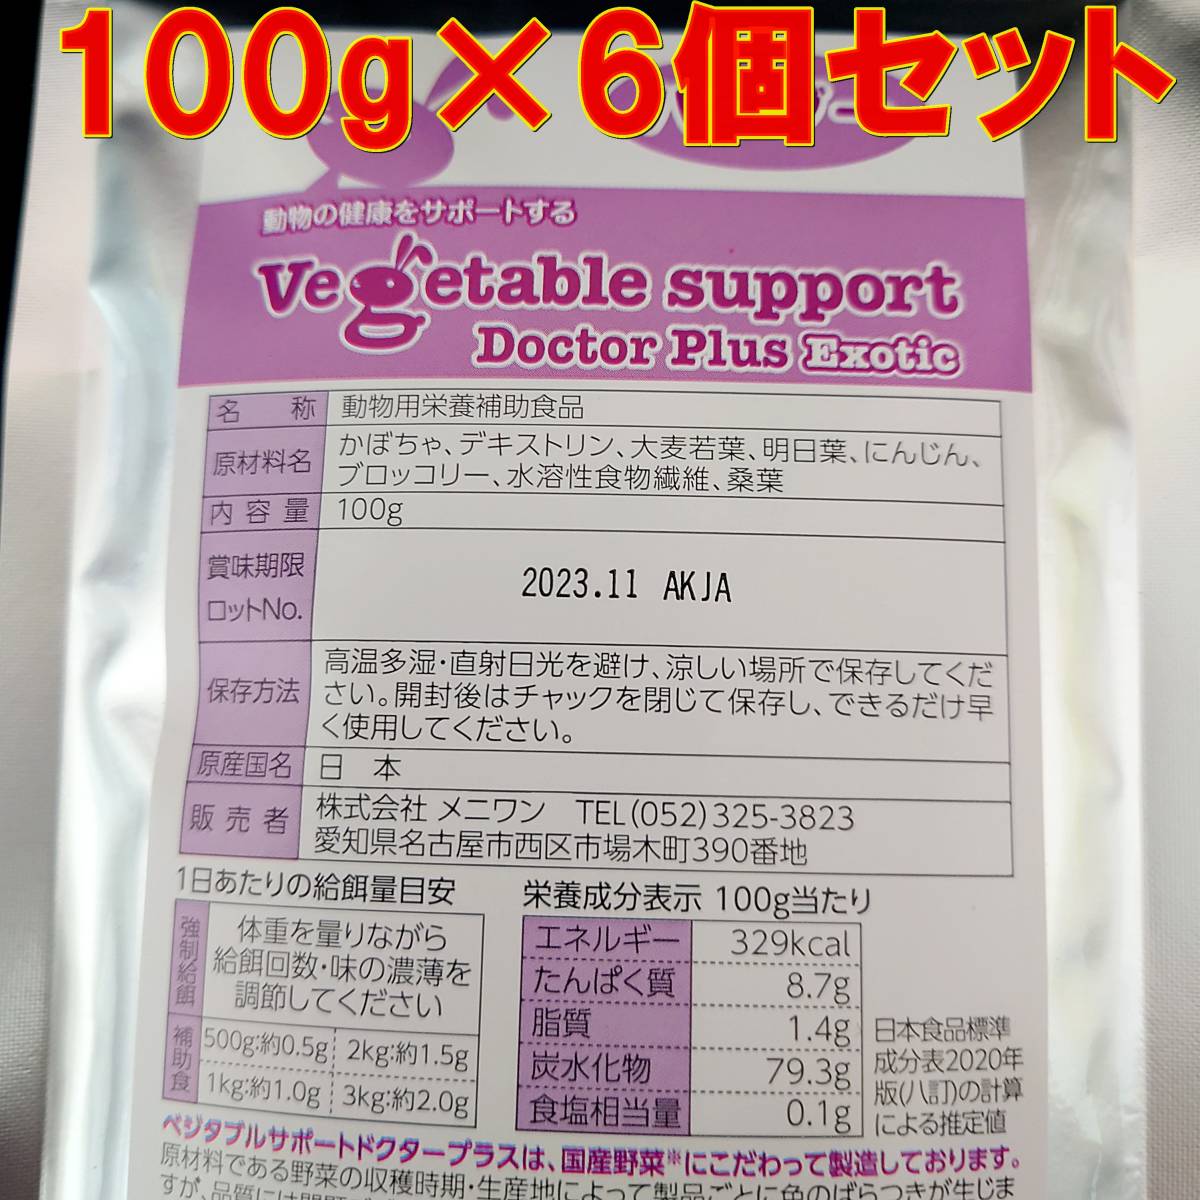 100g×6個セット
動物の健康をサポートする
Vegetable support
Doctor Plus Exotic
名　称 動物用栄養補助食品
原材料名 かぼちゃ、デキストリン、大麦若葉、明日葉、にんじん、
ブロッコリー、水溶性食物繊維、桑葉
内容量 100g
賞味期限
ロットNo.
2023.11 AKJA
保存方法 高温多湿・直射日光を避け、涼しい場所で保存してくだ
さい。開封後はチャックを閉じて保存し、できるだけ早
く使用してください。
原産国名 日　本
販売者 株式会社 メニワン　TEL(052)325-3823
愛知県名古屋市西区市場木町390番地
1日あたりの給餌量目安
強制給餌 体重を量りながら
給餌回数・味の濃薄を
調節してください
補助食 500g:約0.5g 2kg:約1.5g
1kg:約1.0g 3kg:約2.0g
栄養成分表示 100g当たり
エネルギー 329kcal
たんぱく質 8.7g
脂質 1.4g
炭水化物 79.3g
食塩相当量 0.1g
日本食品標準
成分表2020年
版(八訂)の計算
による推定値
ベジタブルサポートドクタープラスは、国産野菜※にこだわって製造しております。
原材料である野菜の収穫時期・生産地によって製品ごとに色のばらつきが生じま